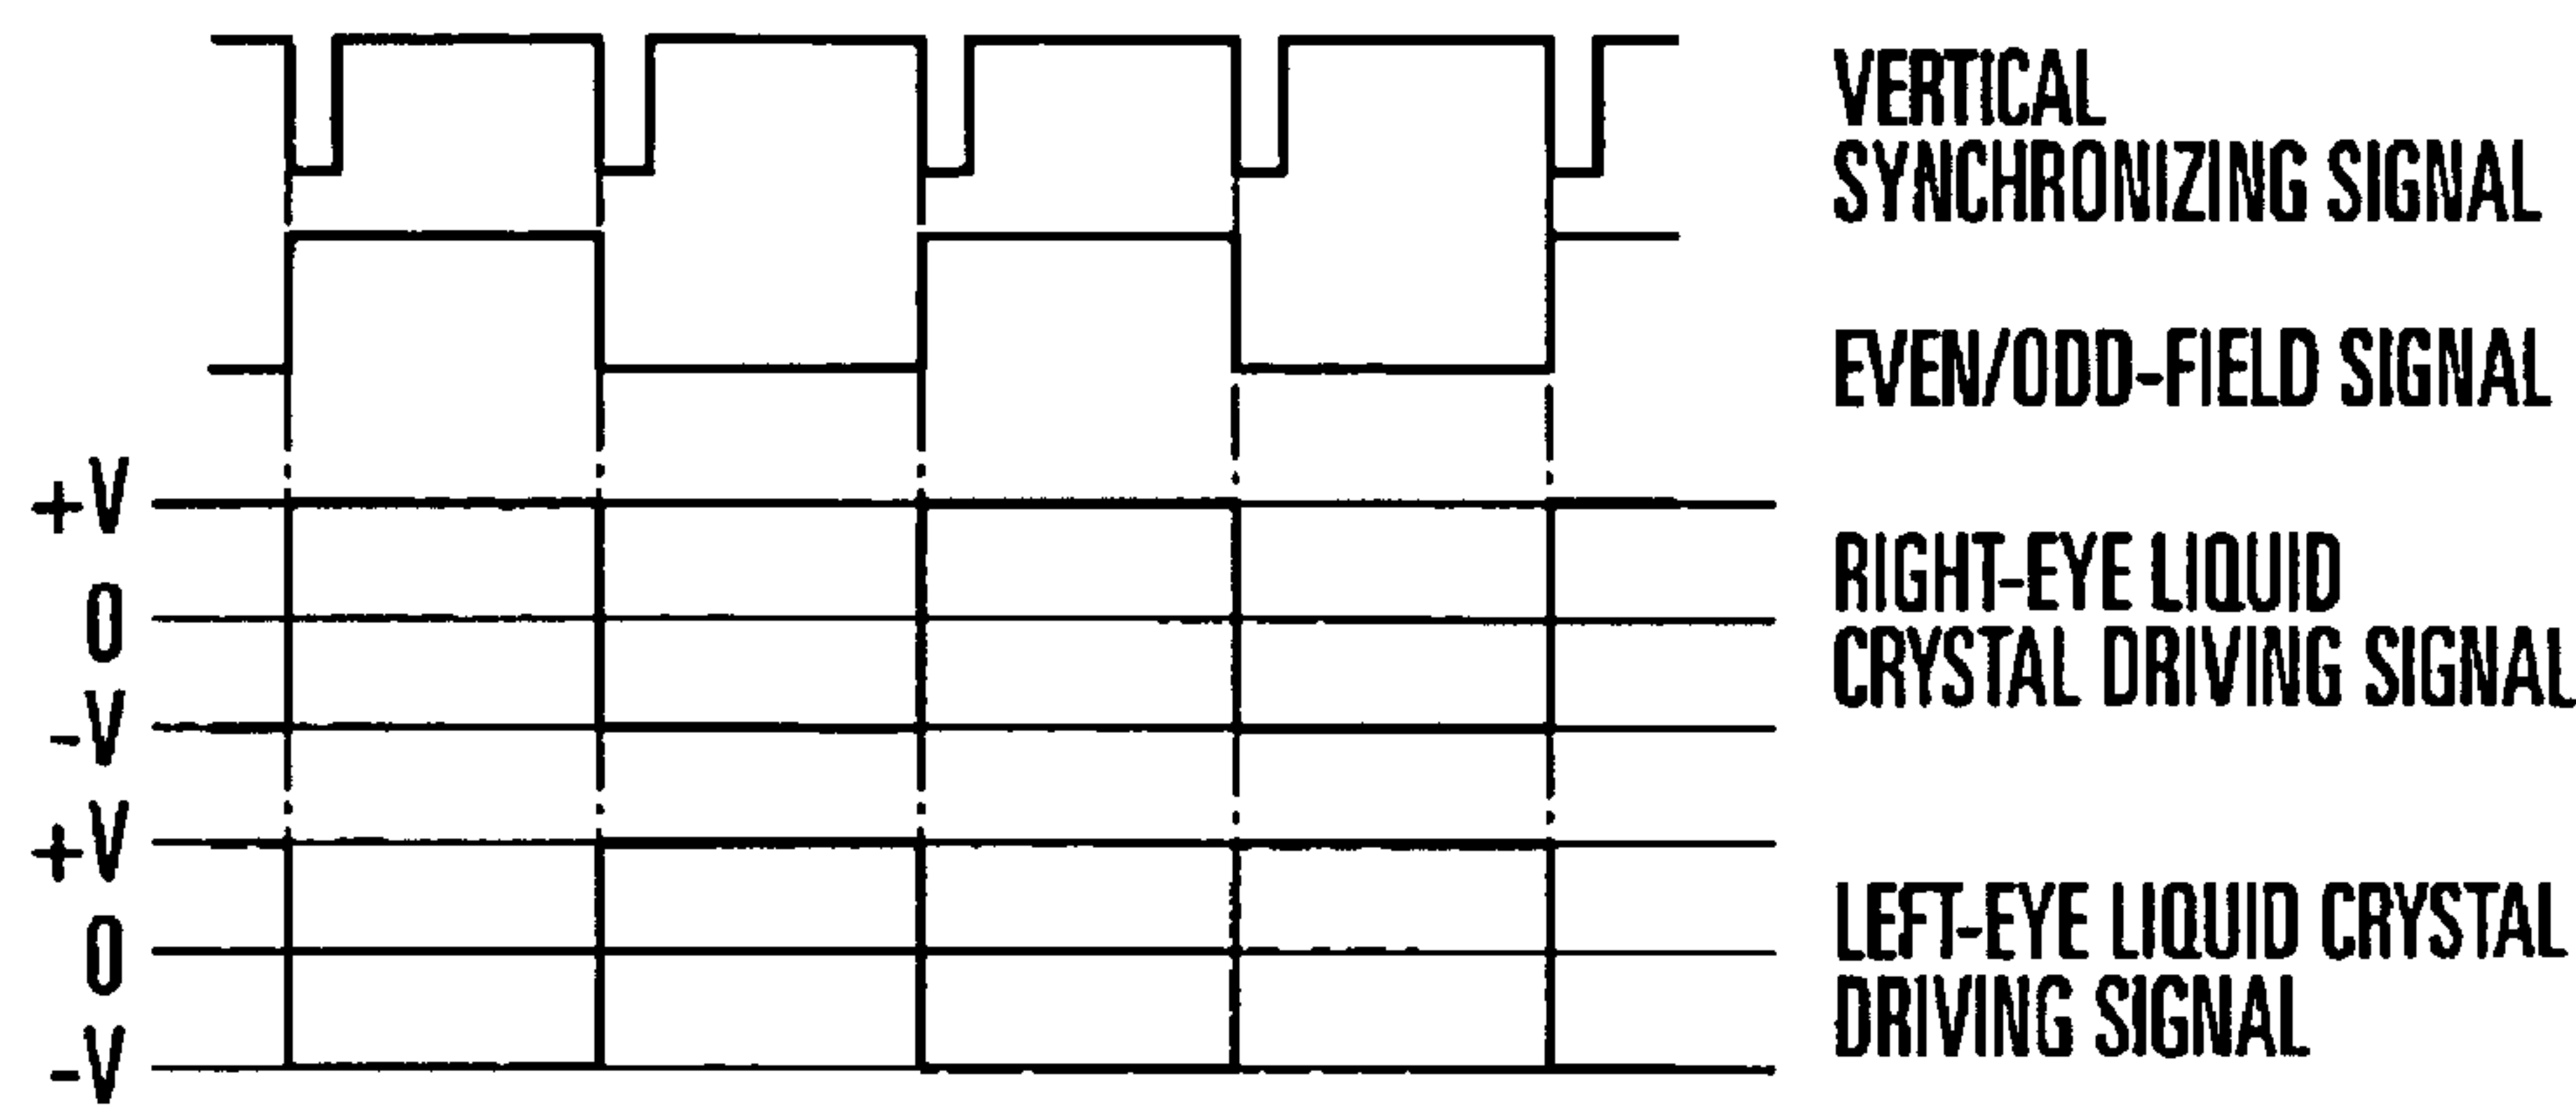 VERTICAL
SYNCHRONIZING SIGNAL
EVEN/ODD-FIELD SIGNAL
+V
0
-V
RIGHT-EYE LIQUID
CRYSTAL DRIVING SIGNAL
+V
0
-V
LEFT-EYE LIQUID CRYSTAL
DRIVING SIGNAL